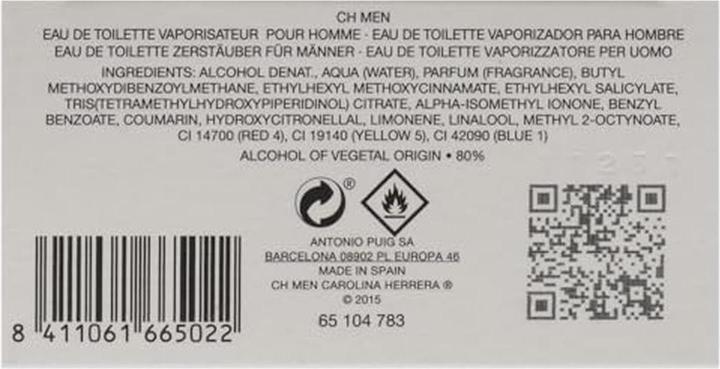 CH MEN
EAU DE TOILETTE VAPORISATEUR POUR HOMME · EAU DE TOILETTE VAPORIZADOR PARA HOMBRE
EAU DE TOILETTE ZERSTÄUBER FÜR MÄNNER · EAU DE TOILETTE VAPORIZZATORE PER UOMO
INGREDIENTS: ALCOHOL DENAT., AQUA (WATER), PARFUM (FRAGRANCE), BUTYL
METHOXYDIBENZOYLMETHANE, ETHYLHEXYL METHOXYCINNAMATE, ETHYLHEXYL SALICYLATE,
TRIS(TETRAMETHYLHYDROXYPIPERIDINOL) CITRATE, ALPHA-ISOMETHYL IONONE, BENZYL
BENZOATE, COUMARIN, HYDROXYCITRONELLAL, LIMONENE, LINALOOL, METHYL 2-OCTYNOATE,
CI 14700 (RED 4), CI 19140 (YELLOW 5), CI 42090 (BLUE 1)
ALCOHOL OF VEGETAL ORIGIN • 80%
®
ANTONIO PUIG SA
BARCELONA 08902 PL EUROPA 46
MADE IN SPAIN
CH MEN CAROLINA HERRERA ®
© 2015
65 104 783
8 411061 665022